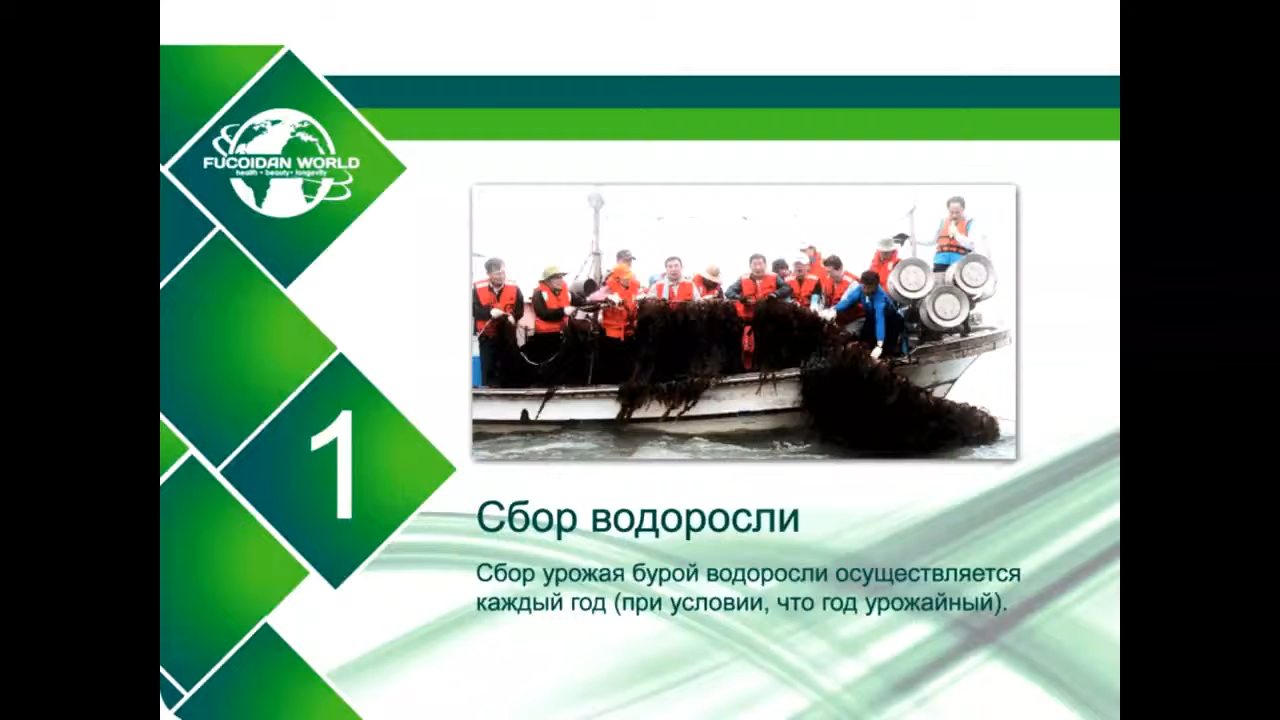 FUCOIDAN WORLD
health • beauty • longevity
1
Сбор водоросли
Сбор урожая бурой водоросли осуществляется
каждый год (при условии, что год урожайный).